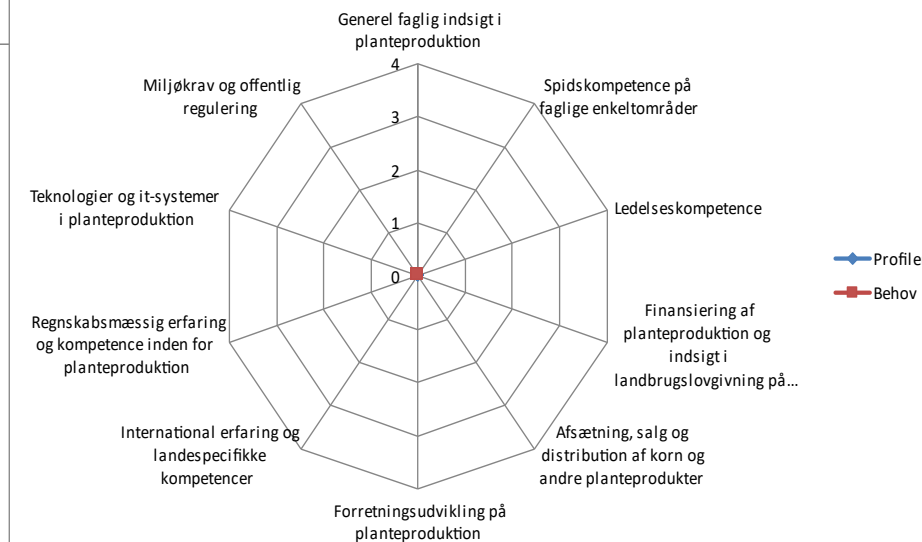 Generel faglig indsigt i
planteproduktion
Spidskompetence på
faglige enkeltområder
Ledelseskompetence
Finansiering af
planteproduktion og
indsigt i
landbrugslovgivning på…
Afsætning, salg og
distribution af korn og
andre planteprodukter
Forretningsudvikling på
planteproduktion
International erfaring og
landespecifikke
kompetencer
Regnskabsmæssig erfaring
og kompetence inden for
planteproduktion
Teknologier og it-systemer
i planteproduktion
Miljøkrav og offentlig
regulering
4
3
2
1
0
Profile
Behov